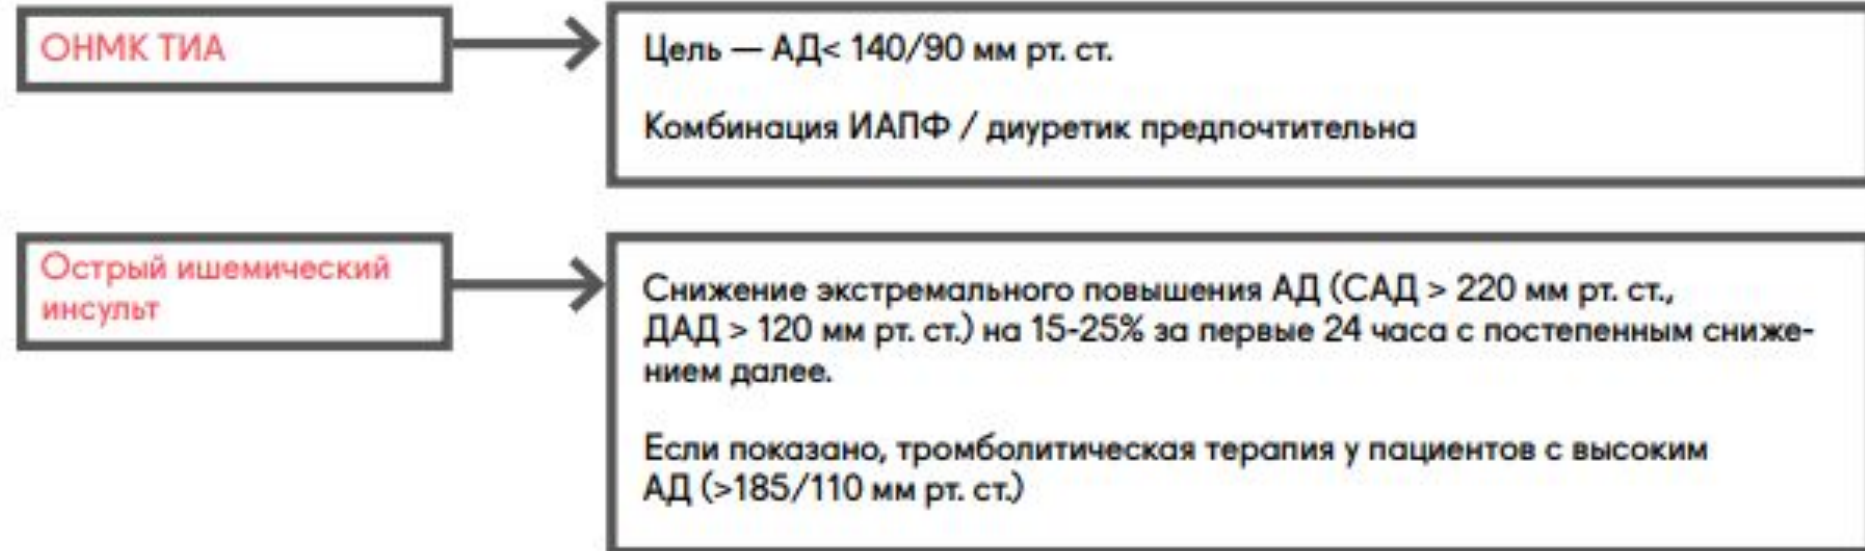 ОНМК ТИА
Цель — АД< 140/90 мм рт. ст.
Комбинация ИАПФ / диуретик предпочтительна
Острый ишемический
инсульт
Снижение экстремального повышения АД (САД > 220 мм рт. ст.,
ДАД > 120 мм рт. ст.) на 15-25% за первые 24 часа с постепенным сниже-
нием далее.
Если показано, тромболитическая терапия у пациентов с высоким
АД (>185/110 мм рт. ст.)